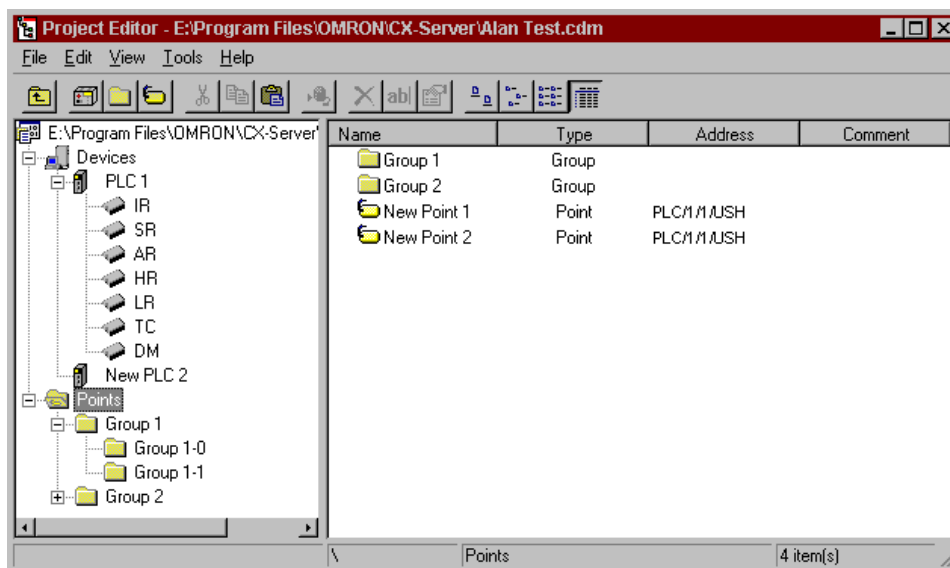 Project Editor - E:\Program Files\OMRON\CX-Server\Alan Test.cdm
File Edit View Tools Help
ab
E:\Program Files\OMRON\CX-Server
Devices
PLC 1
IR
SR
AR
HR
LR
TC
DM
New PLC 2
Points
Group 1
Group 1-0
Group 1-1
Group 2
Name Type Address Comment
Group 1 Group
Group 2 Group
New Point 1 Point PLC/1/1/USH
New Point 2 Point PLC/1/1/USH
\ Points 4 item(s)